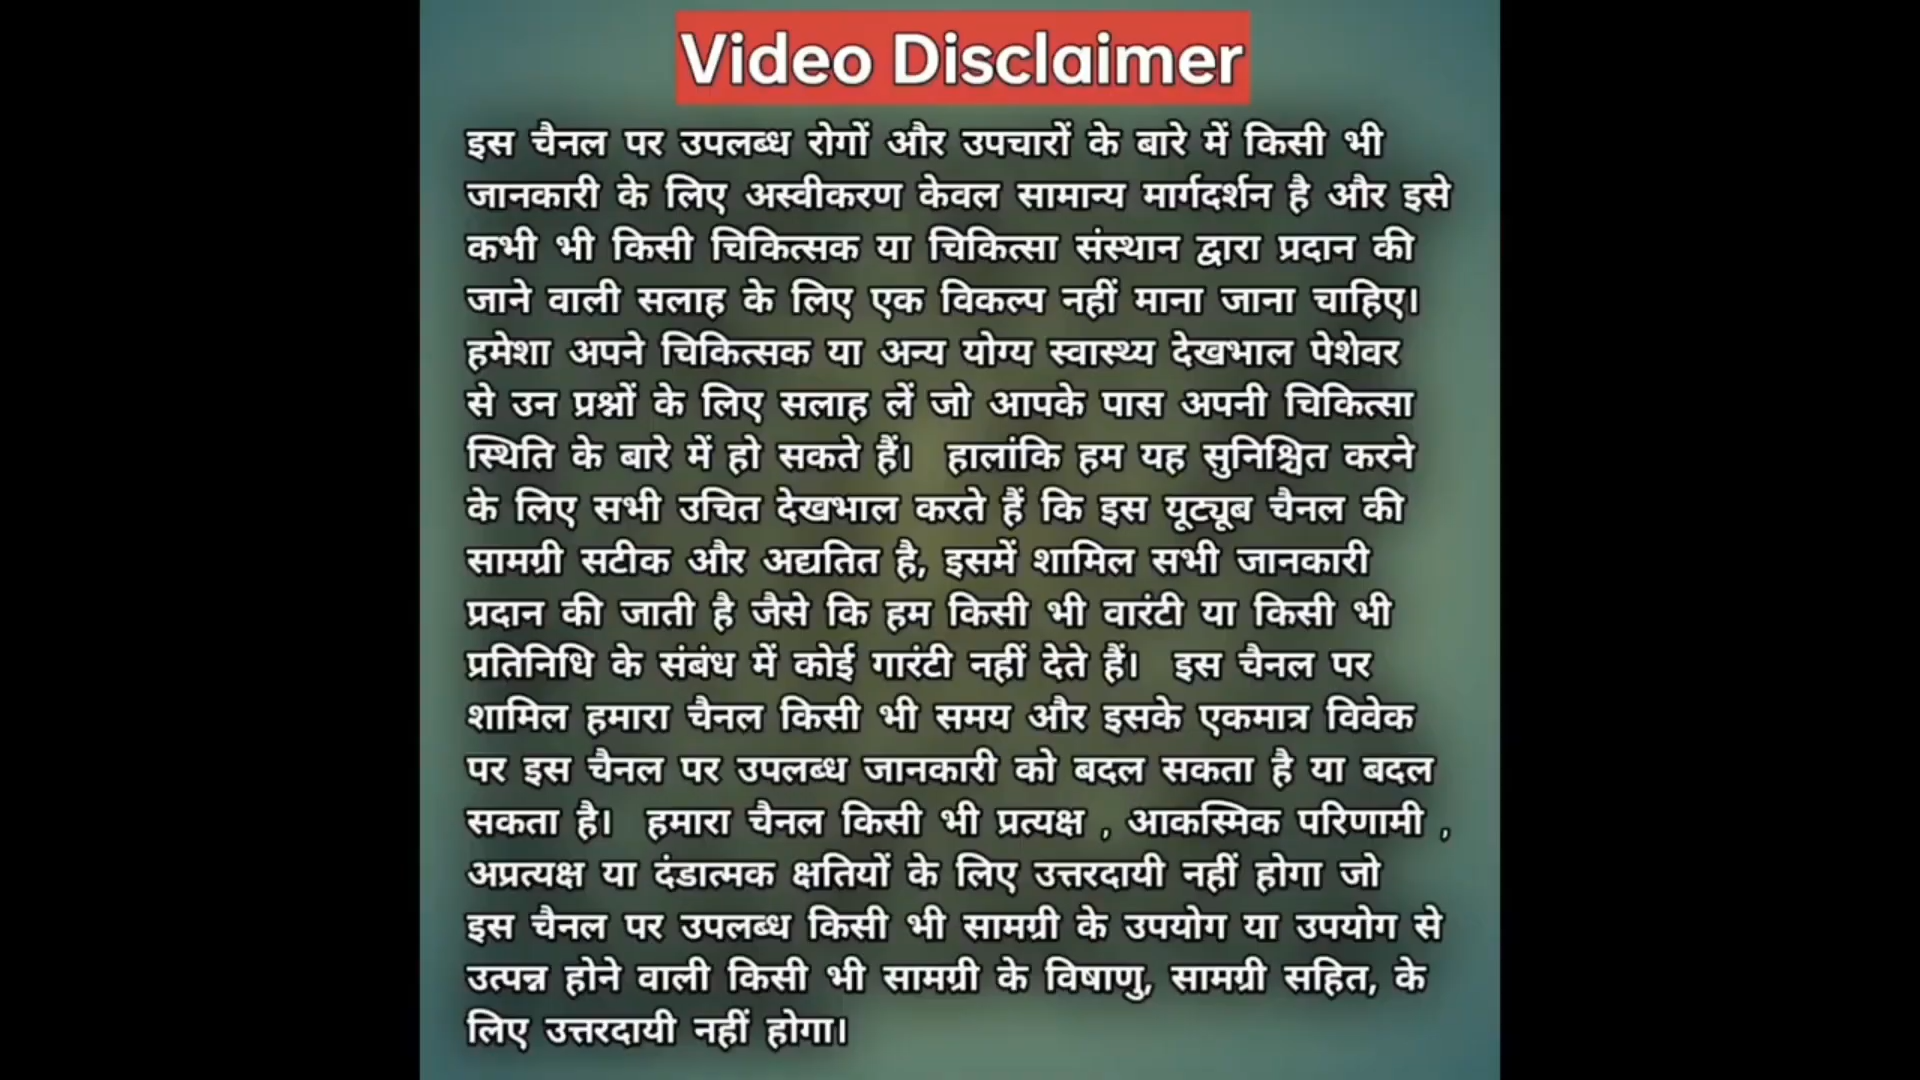 Video Disclaimer
इस चैनल पर उपलब्ध रोगों और उपचारों के बारे में किसी भी
जानकारी के लिए अस्वीकरण केवल सामान्य मार्गदर्शन है और इसे
कभी भी किसी चिकित्सक या चिकित्सा संस्थान द्वारा प्रदान की
जाने वाली सलाह के लिए एक विकल्प नहीं माना जाना चाहिए।
हमेशा अपने चिकित्सक या अन्य योग्य स्वास्थ्य देखभाल पेशेवर
से उन प्रश्नों के लिए सलाह लें जो आपके पास अपनी चिकित्सा
स्थिति के बारे में हो सकते हैं। हालांकि हम यह सुनिश्चित करने
के लिए सभी उचित देखभाल करते हैं कि इस यूट्यूब चैनल की
सामग्री सटीक और अद्यतित है, इसमें शामिल सभी जानकारी
प्रदान की जाती है जैसे कि हम किसी भी वारंटी या किसी भी
प्रतिनिधि के संबंध में कोई गारंटी नहीं देते हैं। इस चैनल पर
शामिल हमारा चैनल किसी भी समय और इसके एकमात्र विवेक
पर इस चैनल पर उपलब्ध जानकारी को बदल सकता है या बदल
सकता है। हमारा चैनल किसी भी प्रत्यक्ष , आकस्मिक परिणामी ,
अप्रत्यक्ष या दंडात्मक क्षतियों के लिए उत्तरदायी नहीं होगा जो
इस चैनल पर उपलब्ध किसी भी सामग्री के उपयोग या उपयोग से
उत्पन्न होने वाली किसी भी सामग्री के विषाणु, सामग्री सहित, के
लिए उत्तरदायी नहीं होगा।